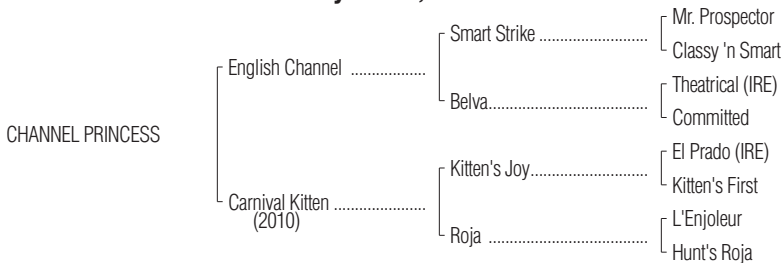 Mr. Prospector
Smart Strike ....................
Classy 'n Smart
English Channel ..................
Theatrical (IRE)
Belva.............................
Committed
CHANNEL PRINCESS
El Prado (IRE)
Kitten's Joy.....................
Kitten's First
Carnival Kitten .....................
(2010)
L'Enjoleur
Roja .............................
Hunt's Roja